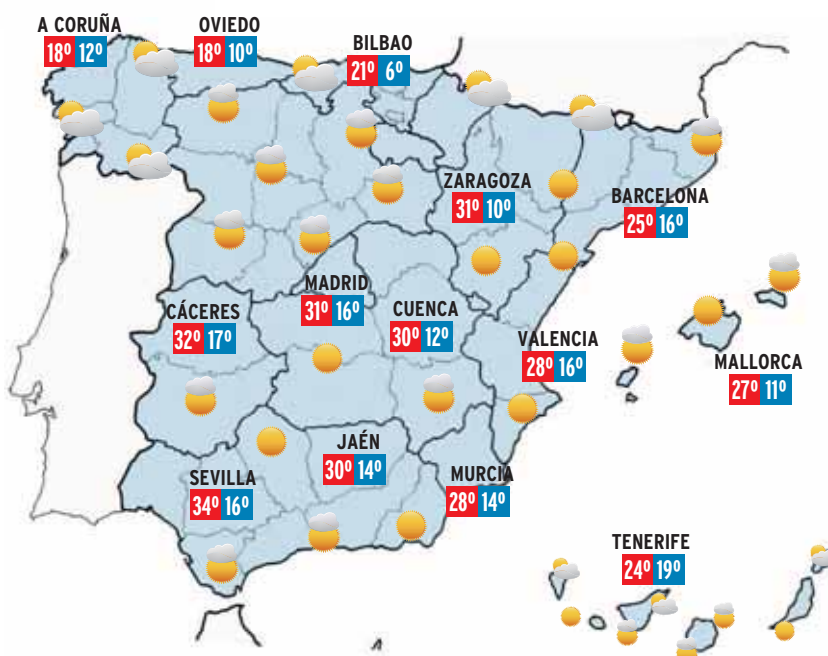 A CORUÑA
18º 12º
OVIEDO
18º 10º
BILBAO
21º 6º
ZARAGOZA
31º 10º
BARCELONA
25º 16º
MADRID
31º 16º
CÁCERES
32º 17º
CUENCA
30º 12º
VALENCIA
28º 16º
MALLORCA
27º 11º
JAÉN
30º 14º
SEVILLA
34º 16º
MURCIA
28º 14º
TENERIFE
24º 19º